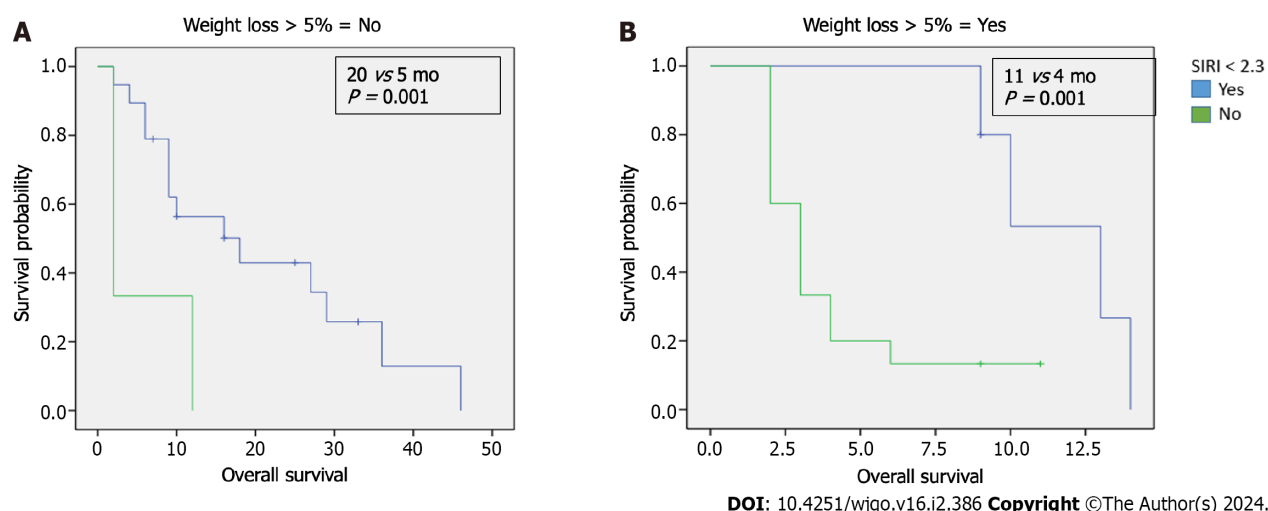 A
Weight loss > 5% = No
20 vs 5 mo
P = 0.001
Survival probability
1.0
0.8
0.6
0.4
0.2
0.0
0 10 20 30 40 50
Overall survival
B
Weight loss > 5% = Yes
11 vs 4 mo
P = 0.001
Survival probability
1.0
0.8
0.6
0.4
0.2
0.0
0.0 2.5 5.0 7.5 10.0 12.5
Overall survival
SIRI < 2.3
Yes
No
DOI: 10.4251/wjgo.v16.i2.386 Copyright ©The Author(s) 2024.